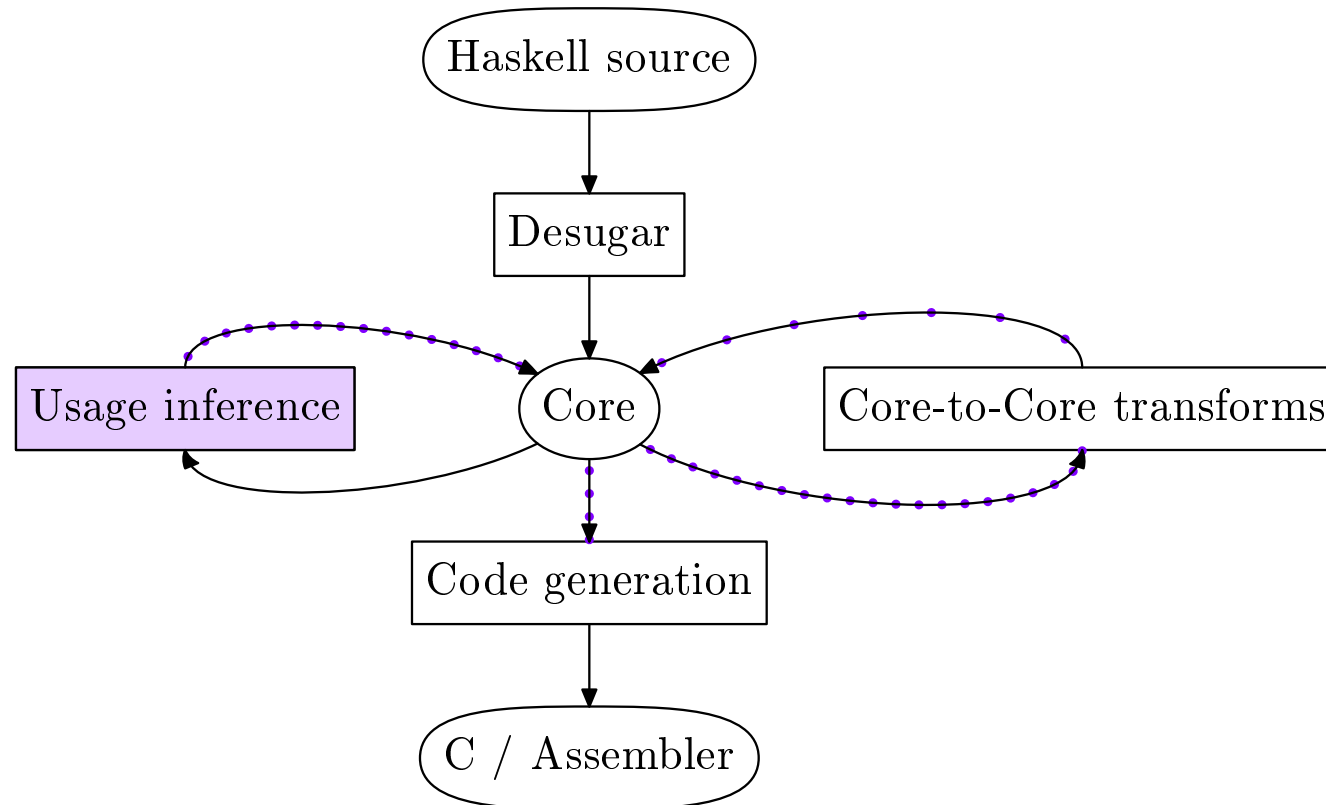 Haskell source
Desugar
Usage inference
Core
Core-to-Core transforms
Code generation
C / Assembler